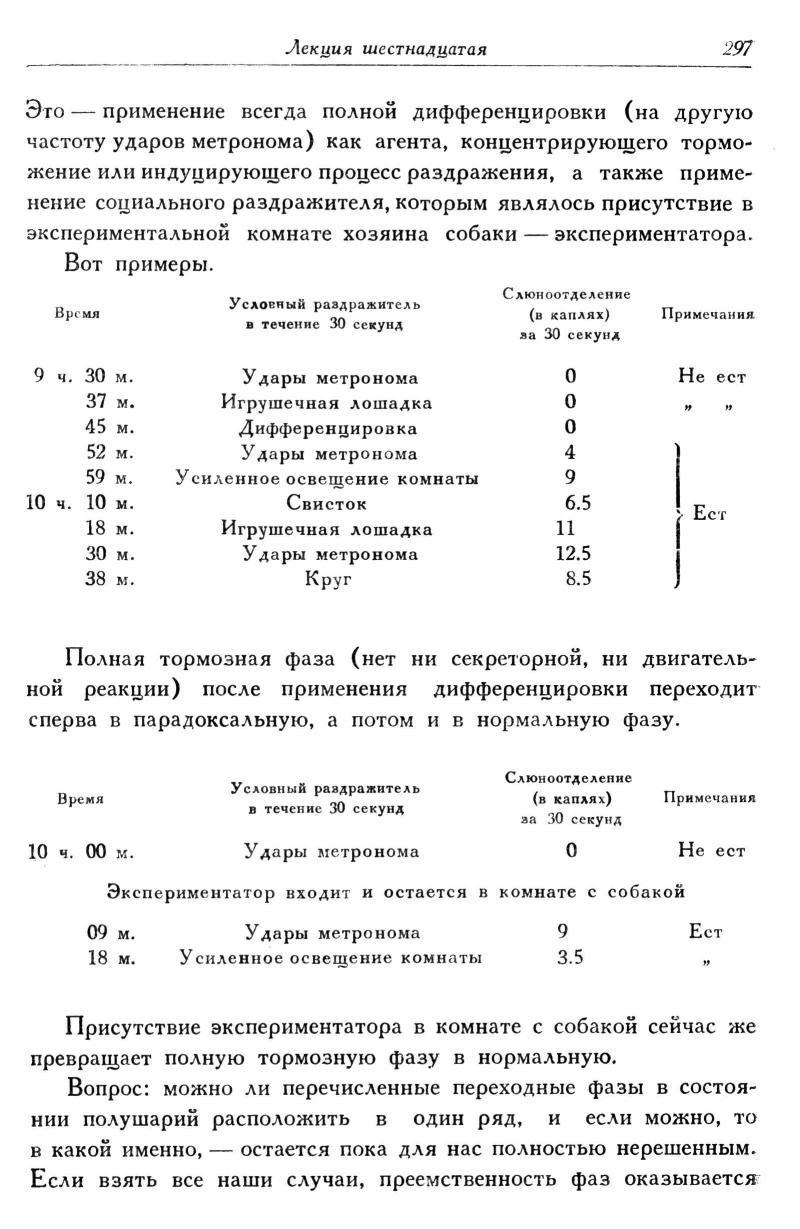 Лекция шестнадцатая 297
Это — применение всегда полной дифференцировки (на другую
частоту ударов метронома) как агента, концентрирующего тормо-
жение или индуцирующего процесс раздражения, а также приме-
нение социального раздражителя, которым являлось присутствие в
экспериментальной комнате хозяина собаки — экспериментатора.
Вот примеры.
Время Условный раздражитель в течение 30 секунд Слюноотделение (в каплях) за 30 секунд Примечания
9 ч. 30 м. Удары метронома 0 Не ест
37 м. Игрушечная лошадка 0 „ „
45 м. Дифференцировка 0
52 м. Удары метронома 4
59 м. Усиленное освещение комнаты 9
10 ч. 10 м. Свисток 6.5 Ест
18 м. Игрушечная лошадка 11
30 м. Удары метронома 12.5
38 м. Круг 8.5
Полная тормозная фаза (нет ни секреторной, ни двигатель-
ной реакции) после применения дифференцировки переходит
сперва в парадоксальную, а потом и в нормальную фазу.
Время Условный раздражитель в течение 30 секунд Слюноотделение (в каплях) за 30 секунд Примечания
10 ч. 00 м. Удары метронома 0 Не ест
Экспериментатор входит и остается в комнате с собакой
09 м. Удары метронома 9 Ест
18 м. Усиленное освещение комнаты 3.5 „
Присутствие экспериментатора в комнате с собакой сейчас же
превращает полную тормозную фазу в нормальную.
Вопрос: можно ли перечисленные переходные фазы в состоя-
нии полушарий расположить в один ряд, и если можно, то
в какой именно, — остается пока для нас полностью нерешенным.
Если взять все наши случаи, преемственность фаз оказывается